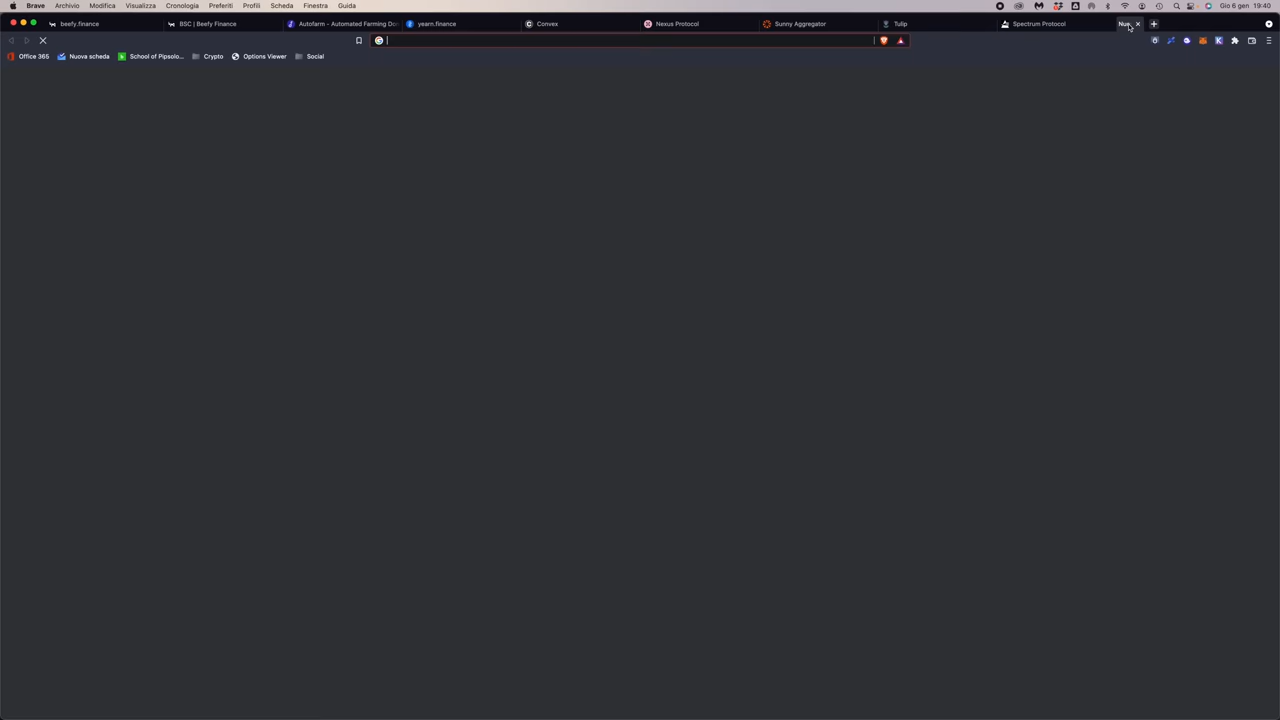 Brave Archivio Modifica Visualizza Cronologia Preferiti Profili Scheda Finestra Guida Gio 6 gen 19:40
beefy.finance BSC | Beefy Finance Autofarm - Automated Farming Do yearn.finance Convex Nexus Protocol Sunny Aggregator Tulip Spectrum Protocol
Office 365 Nuova scheda School of Pipsolo... Crypto Options Viewer Social